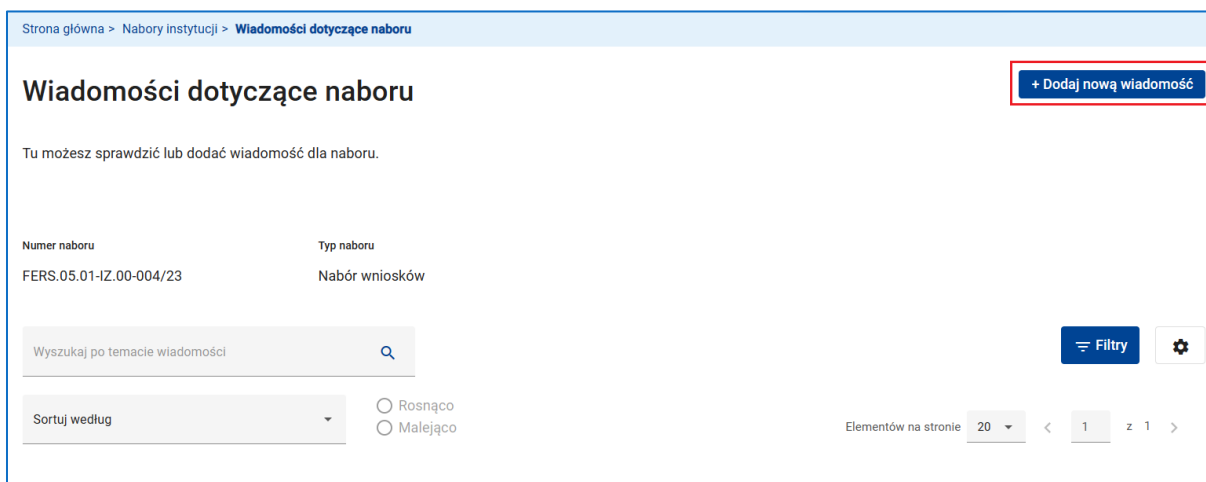 Strona główna > Nabory instytucji > Wiadomości dotyczące naboru
Wiadomości dotyczące naboru
+ Dodaj nową wiadomość
Tu możesz sprawdzić lub dodać wiadomość dla naboru.
Numer naboru Typ naboru
FERS.05.01-IZ.00-004/23 Nabór wniosków
Wyszukaj po temacie wiadomości
Filtry
Sortuj według
Rosnąco
Malejąco
Elementów na stronie 20 < 1 z 1 >